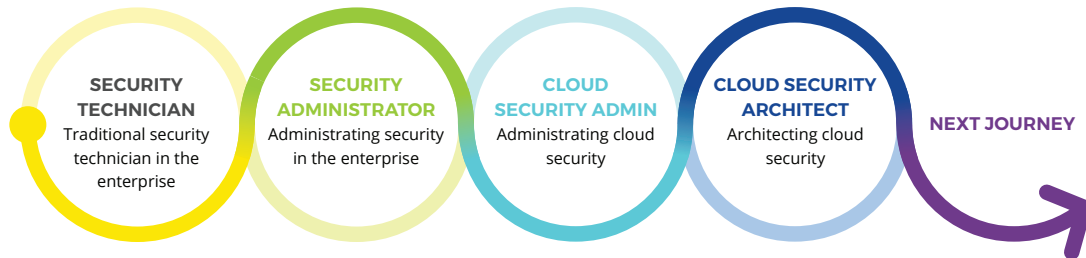 SECURITY
TECHNICIAN
Traditional security
technician in the
enterprise
SECURITY
ADMINISTRATOR
Administrating security
in the enterprise
CLOUD
SECURITY ADMIN
Administrating cloud
security
CLOUD SECURITY
ARCHITECT
Architecting cloud
security
NEXT JOURNEY